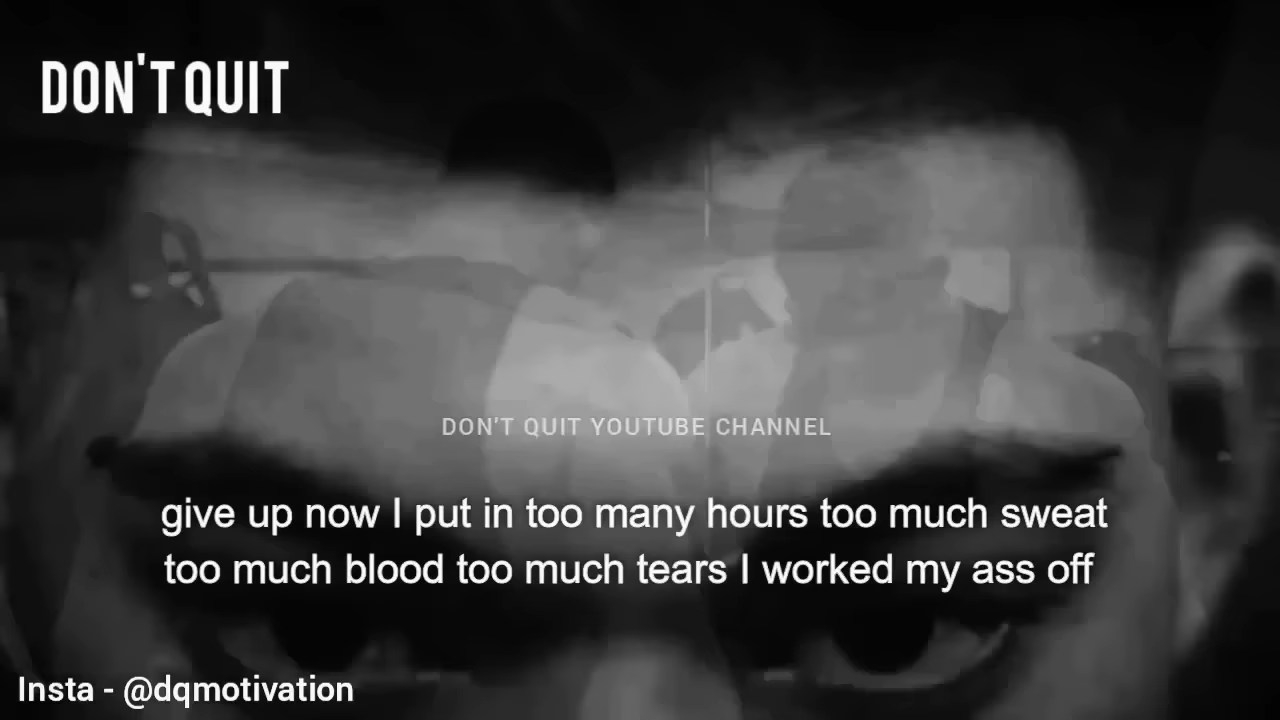 DON'T QUIT
DON'T QUIT YOUTUBE CHANNEL
give up now I put in too many hours too much sweat
too much blood too much tears I worked my ass off
Insta - @dqmotivation